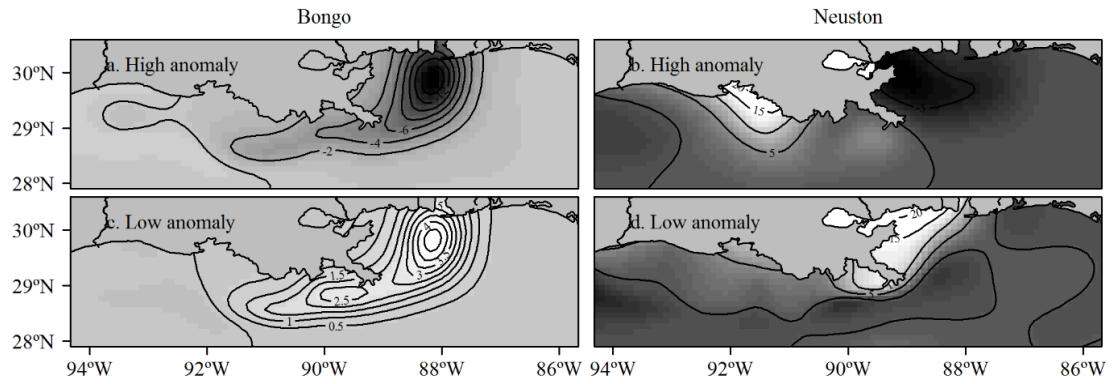 Bongo Neuston
30ºN a. High anomaly b. High anomaly
15
-6
29ºN -4
-2 5
28ºN
30ºN c. Low anomaly d. Low anomaly 20
15
3
29ºN 1.5
2.5
1
0.5
28ºN
94ºW 92ºW 90ºW 88ºW 86ºW 94ºW 92ºW 90ºW 88ºW 86ºW